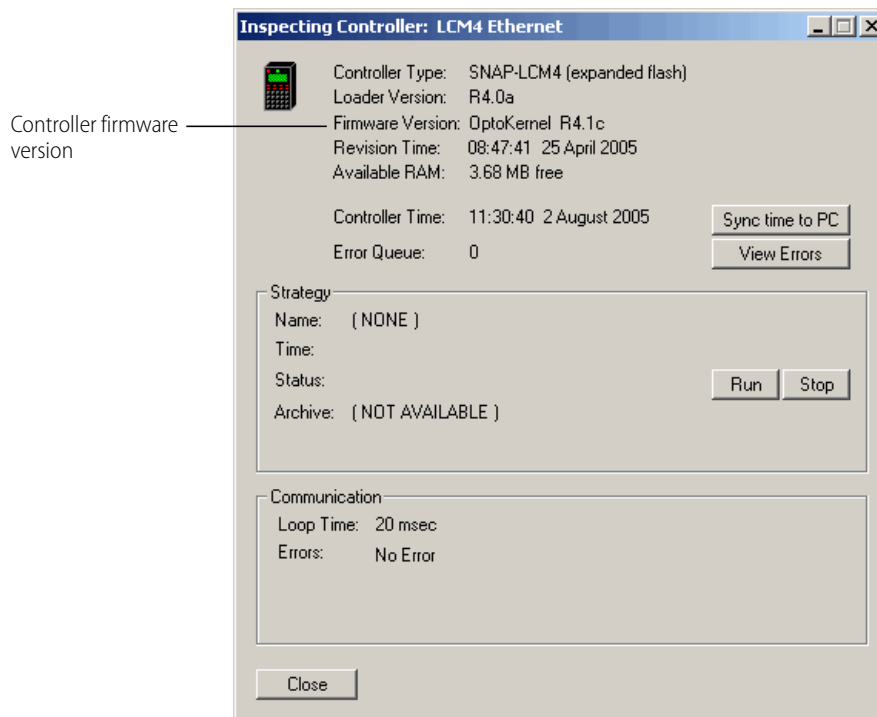 Inspecting Controller: LCM4 Ethernet
Controller Type: SNAP-LCM4 (expanded flash)
Loader Version: R4.0a
Controller firmware version
Firmware Version: OptoKernel R4.1c
Revision Time: 08:47:41 25 April 2005
Available RAM: 3.68 MB free
Controller Time: 11:30:40 2 August 2005 Sync time to PC
Error Queue: 0 View Errors
Strategy
Name: ( NONE )
Time:
Status: Run Stop
Archive: ( NOT AVAILABLE )
Communication
Loop Time: 20 msec
Errors: No Error
Close